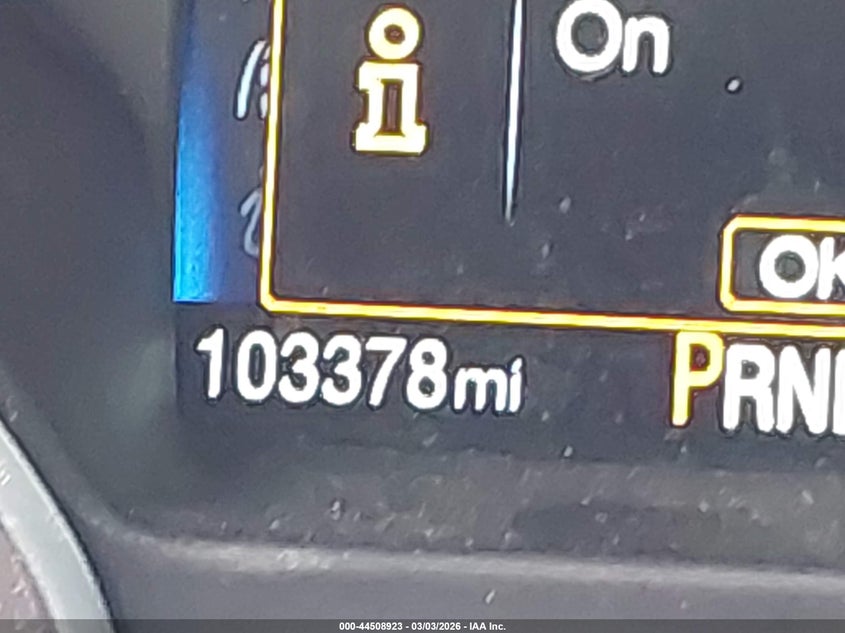 On
OK
103378mi PRN
000-44508923 - 03/03/2026 - IAA Inc.